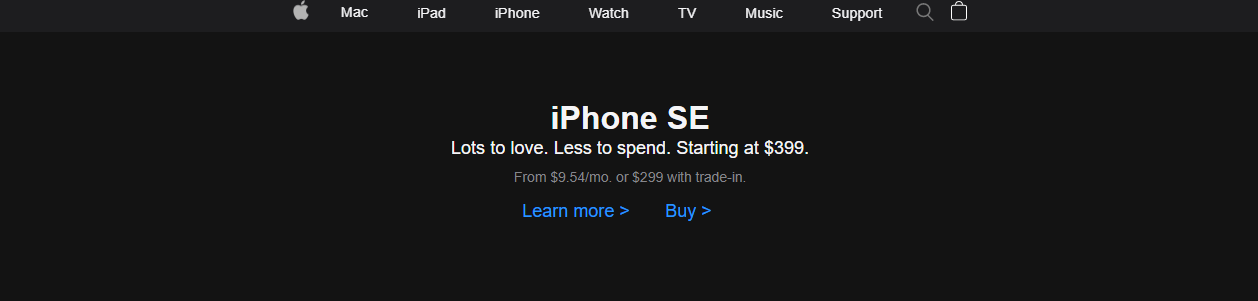 Mac iPad iPhone Watch TV Music Support
iPhone SE
Lots to love. Less to spend. Starting at $399.
From $9.54/mo. or $299 with trade-in.
Learn more > Buy >